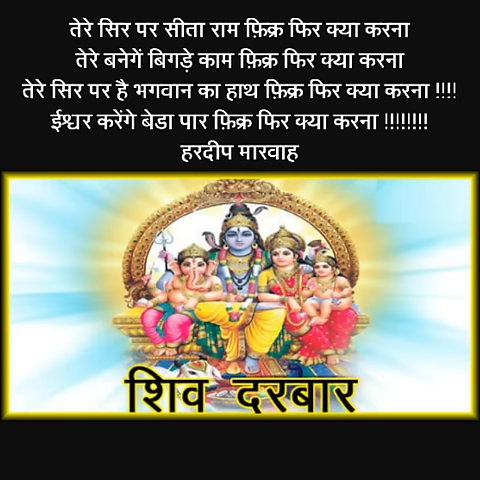 तेरे सिर पर सीता राम फ़िक्र फिर क्या करना
तेरे बनेगें बिगड़े काम फ़िक्र फिर क्या करना
तेरे सिर पर है भगवान का हाथ फ़िक्र फिर क्या करना !!!!
ईश्वर करेंगे बेडा पार फ़िक्र फिर क्या करना !!!!!!!!
हरदीप मारवाह
शिव दरबार